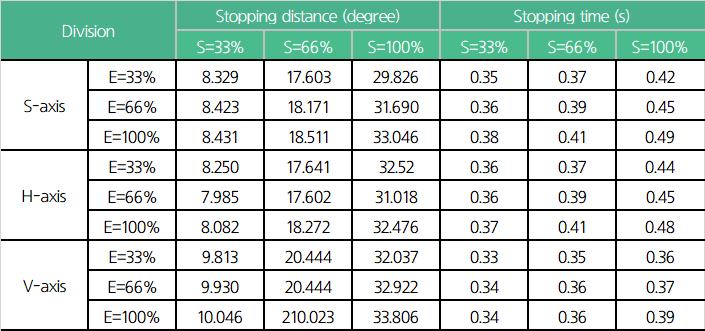 Division Stopping distance (degree) Stopping time (s)
S=33% S=66% S=100% S=33% S=66% S=100%
S-axis E=33% 8.329 17.603 29.826 0.35 0.37 0.42
E=66% 8.423 18.171 31.690 0.36 0.39 0.45
E=100% 8.431 18.511 33.046 0.38 0.41 0.49
H-axis E=33% 8.250 17.641 32.52 0.36 0.37 0.44
E=66% 7.985 17.602 31.018 0.36 0.39 0.45
E=100% 8.082 18.272 32.476 0.37 0.41 0.48
V-axis E=33% 9.813 20.444 32.037 0.33 0.35 0.36
E=66% 9.930 20.444 32.922 0.34 0.36 0.37
E=100% 10.046 210.023 33.806 0.34 0.36 0.39